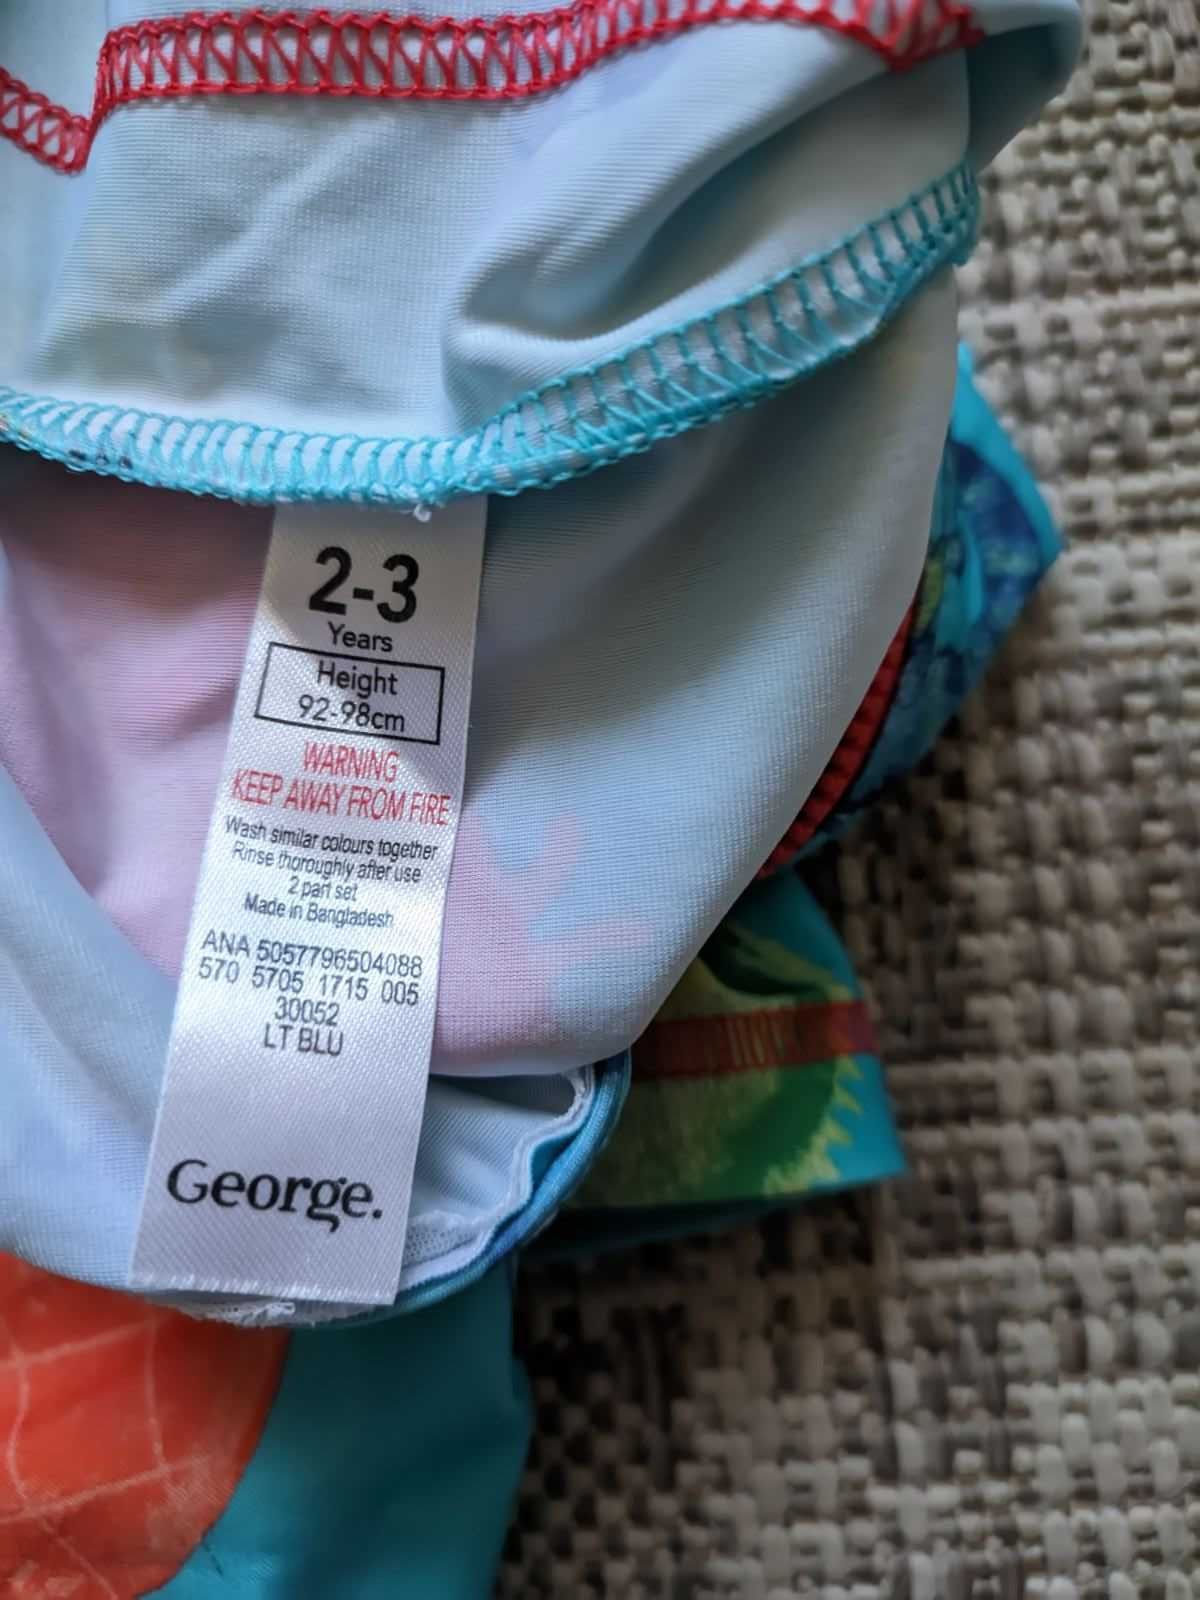 2-3
Years
Height
92-98cm
WARNING
KEEP AWAY FROM FIRE
Wash similar colours together
Rinse thoroughly after use
2 part set
Made in Bangladesh
ANA 5057796504088
570 5705 1715 005
30052
LT BLU
George.